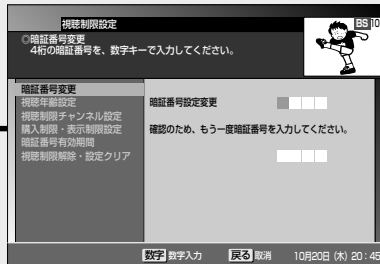 視聴制限設定
BS 10
◎暗証番号変更
4桁の暗証番号を、数字キーで入力してください。
暗証番号変更
視聴年齢設定
視聴制限チャンネル設定
購入制限・表示制限設定
暗証番号有効期間
視聴制限解除・設定クリア
暗証番号設定変更
確認のため、もう一度暗証番号を入力してください。
数字 数字入力 戻る 取消 10月20日 (木) 20:45